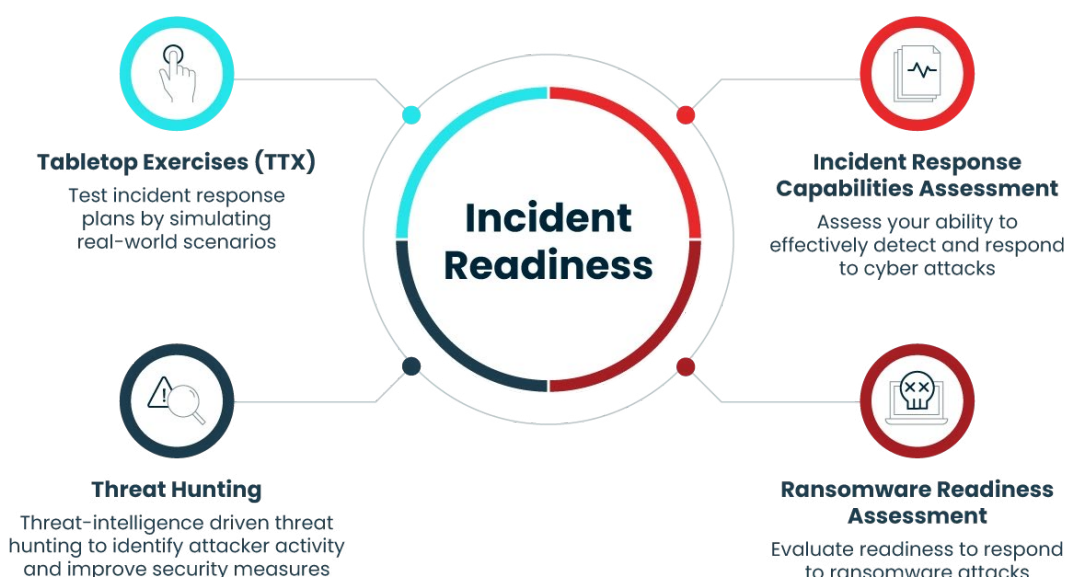 Tabletop Exercises (TTX)
Test incident response
plans by simulating
real-world scenarios
Incident
Readiness
Incident Response
Capabilities Assessment
Assess your ability to
effectively detect and respond
to cyber attacks
Threat Hunting
Threat-intelligence driven threat
hunting to identify attacker activity
and improve security measures
Ransomware Readiness
Assessment
Evaluate readiness to respond
to ransomware attacks